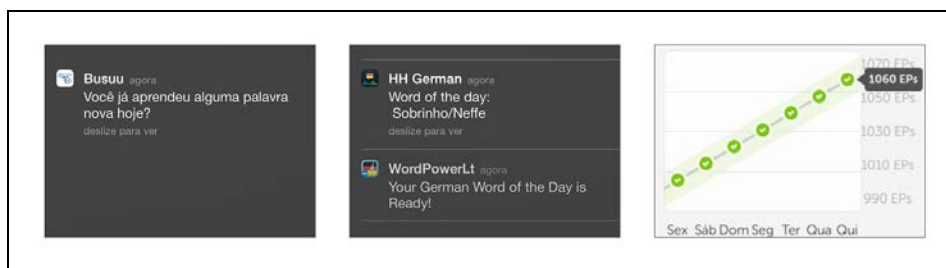 Busuu agora
Você já aprendeu alguma palavra
nova hoje?
deslize para ver
HH German agora
Word of the day:
Sobrinho/Neffe
deslize para ver
WordPowerLt agora
Your German Word of the Day is
Ready!
1070 EPs
1060 EPs
1050 EPs
1030 EPs
1010 EPs
990 EPs
Sex Sáb Dom Seg Ter Qua Qui